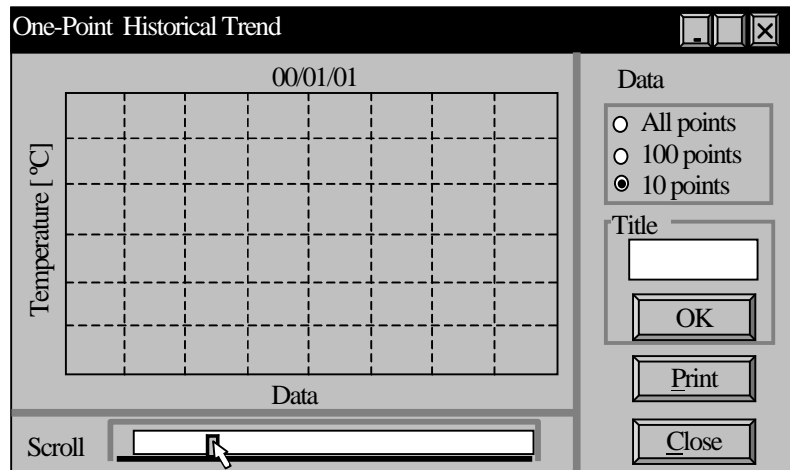 One-Point Historical Trend
00/01/01
Temperature [ ºC]
Data
Scroll
Data
All points
100 points
10 points
Title
OK
Print
Close